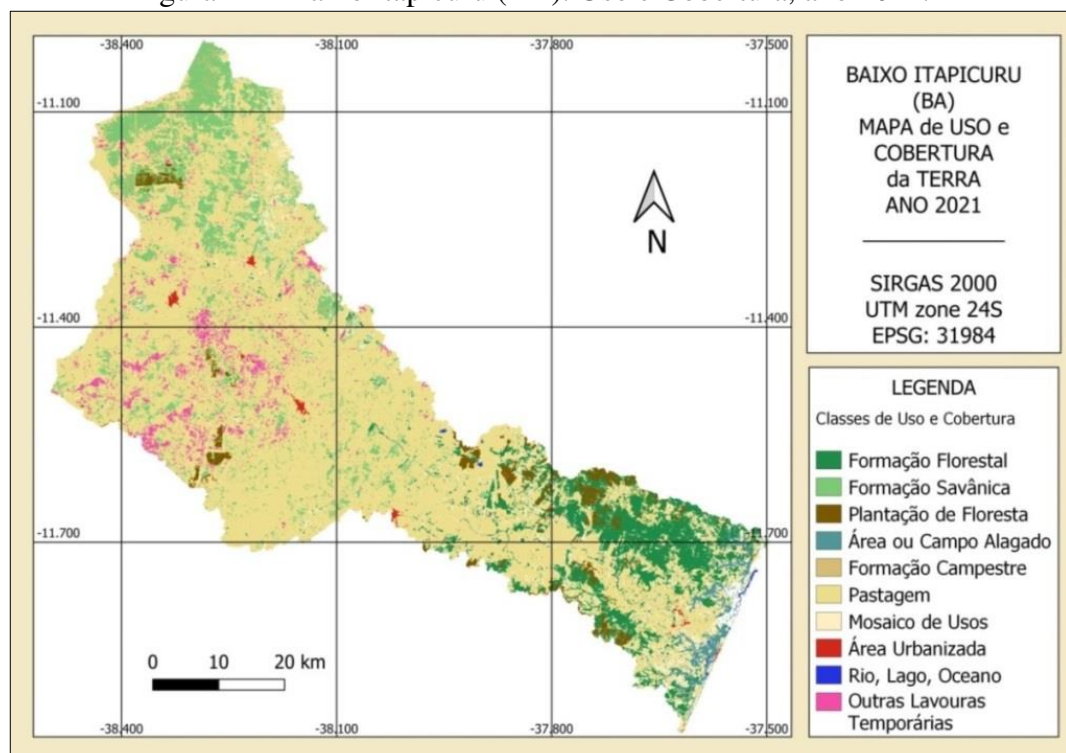 -38.400 -38.100 -37.800 -37.500
-11.100 -11.100
N
-11.400 -11.400
-11.700 -11.700
0 10 20 km
-38.400 -38.100 -37.800 -37.500
BAIXO ITAPICURU
(BA)
MAPA de USO e
COBERTURA
da TERRA
ANO 2021
SIRGAS 2000
UTM zone 24S
EPSG: 31984
LEGENDA
Classes de Uso e Cobertura
Formação Florestal
Formação Savânica
Plantação de Floresta
Área ou Campo Alagado
Formação Campestre
Pastagem
Mosaico de Usos
Área Urbanizada
Rio, Lago, Oceano
Outras Lavouras
Temporárias